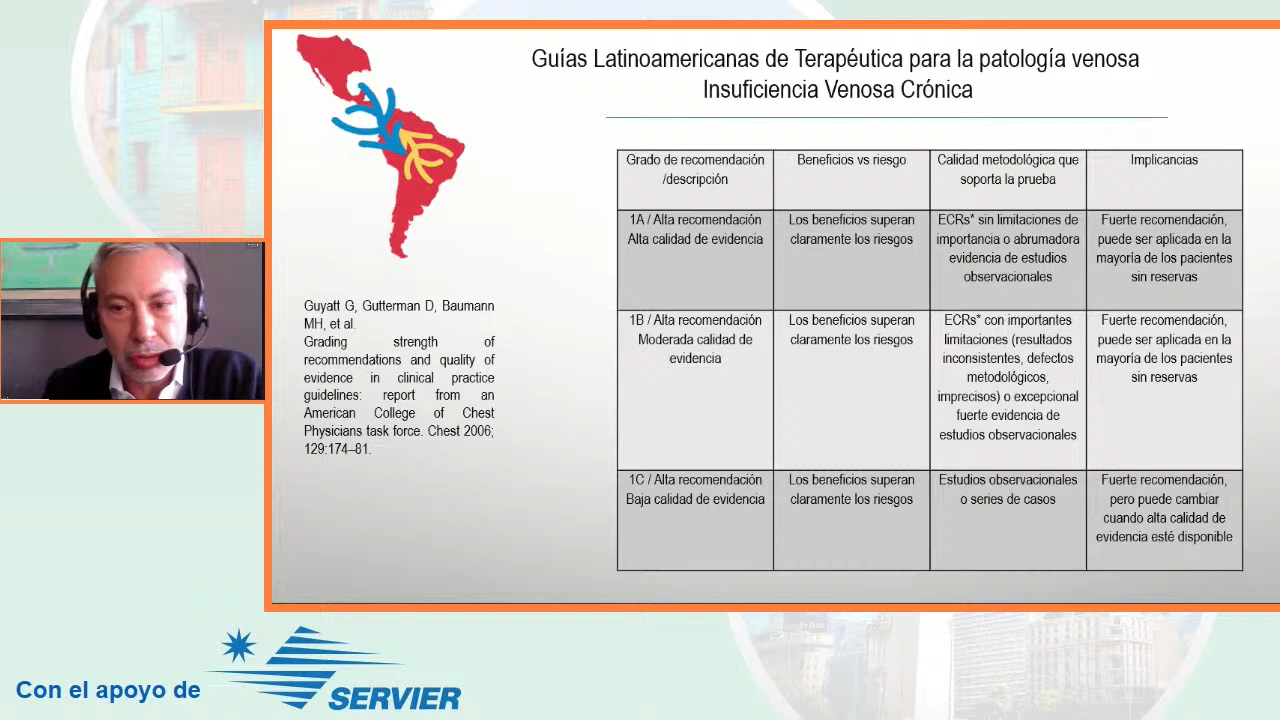 Guías Latinoamericanas de Terapéutica para la patología venosa
Insuficiencia Venosa Crónica
Guyatt G, Gutterman D, Baumann
MH, et al.
Grading strength of
recommendations and quality of
evidence in clinical practice
guidelines: report from an
American College of Chest
Physicians task force. Chest 2006;
129:174–81.
Grado de recomendación
/descripción
Beneficios vs riesgo
Calidad metodológica que
soporta la prueba
Implicancias
1A / Alta recomendación
Alta calidad de evidencia
Los beneficios superan
claramente los riesgos
ECRs* sin limitaciones de
importancia o abrumadora
evidencia de estudios
observacionales
Fuerte recomendación,
puede ser aplicada en la
mayoría de los pacientes
sin reservas
1B / Alta recomendación
Moderada calidad de
evidencia
Los beneficios superan
claramente los riesgos
ECRs* con importantes
limitaciones (resultados
inconsistentes, defectos
metodológicos,
imprecisos) o excepcional
fuerte evidencia de
estudios observacionales
Fuerte recomendación,
puede ser aplicada en la
mayoría de los pacientes
sin reservas
1C / Alta recomendación
Baja calidad de evidencia
Los beneficios superan
claramente los riesgos
Estudios observacionales
o series de casos
Fuerte recomendación,
pero puede cambiar
cuando alta calidad de
evidencia esté disponible
Con el apoyo de
SERVIER